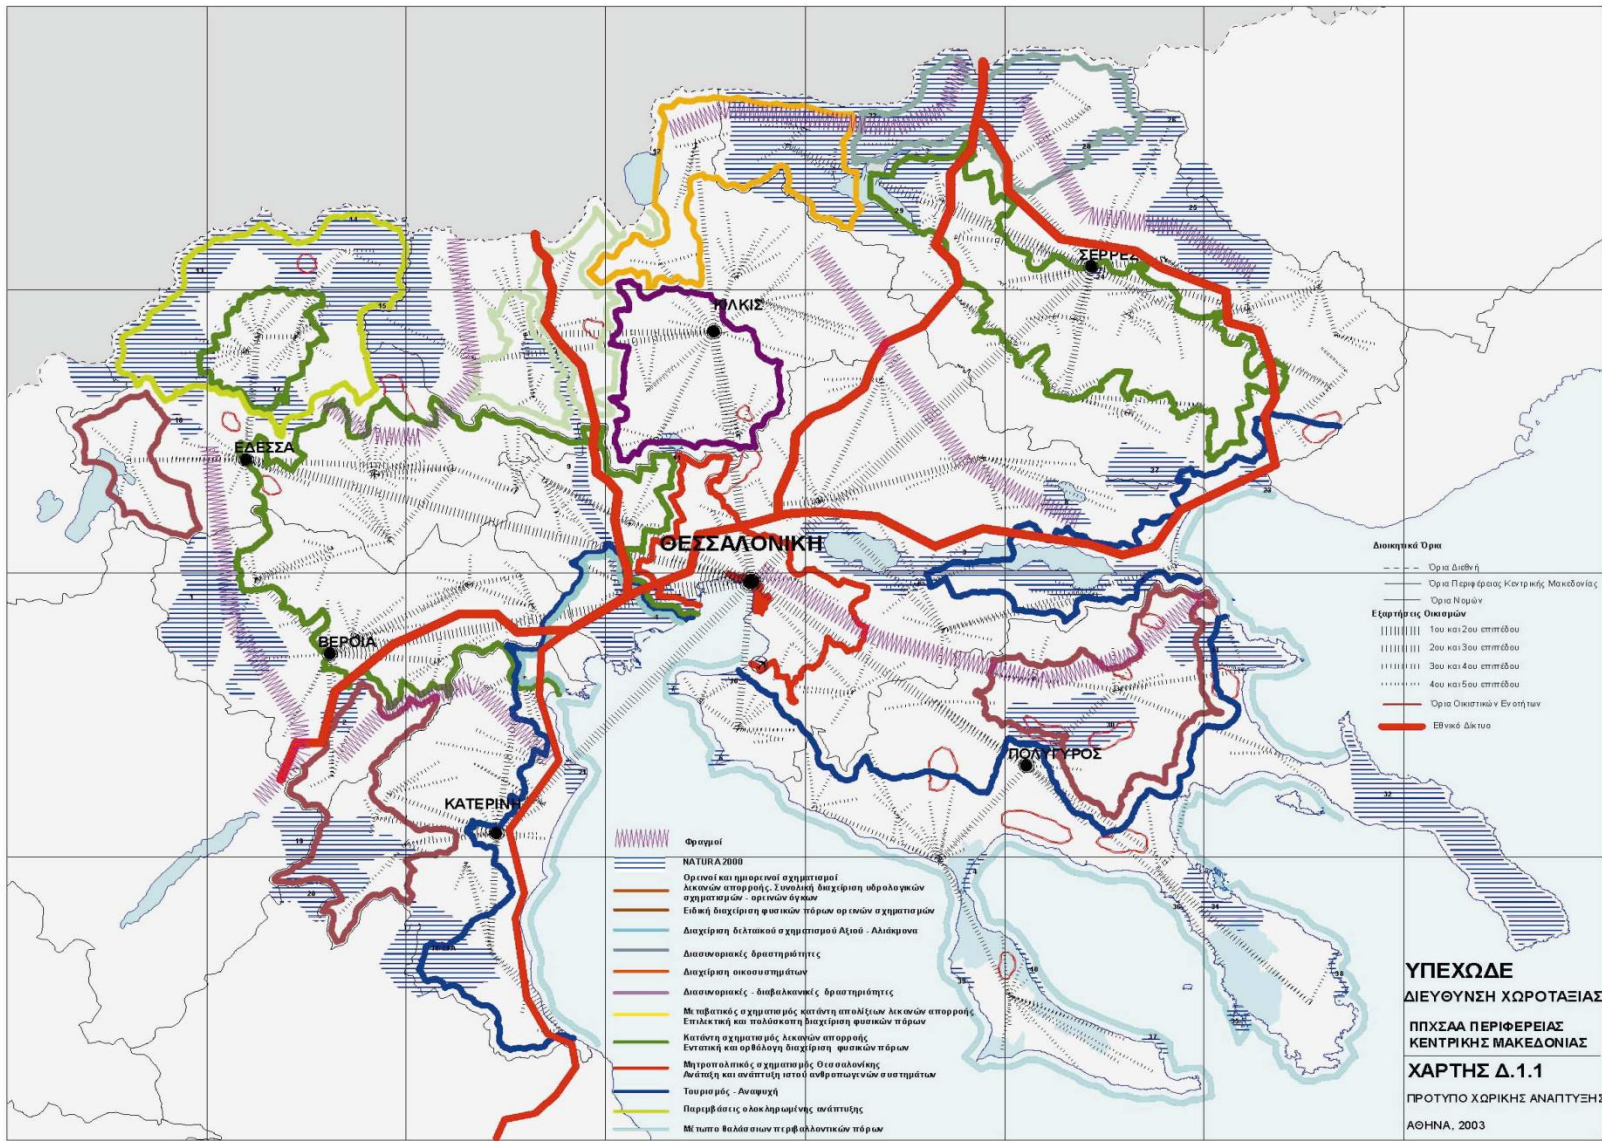 ΚΙΛΚΙΣ
ΣΕΡΡΕΣ
ΕΔΕΣΣΑ
ΘΕΣΣΑΛΟΝΙΚΗ
ΒΕΡΟΙΑ
ΠΟΛΥΓΥΡΟΣ
ΚΑΤΕΡΙΝΗ
Διοικητικά Όρια
Όρια Διεθνή
Όρια Περιφέρειας Κεντρικής Μακεδονίας
Όρια Νομών
Εξαρτήσεις Οικισμών
1ου και 2ου επιπέδου
2ου και 3ου επιπέδου
3ου και 4ου επιπέδου
4ου και 5ου επιπέδου
Όρια Οικιστικών Ενοτήτων
Εθνικό Δίκτυο
Φραγμοί
NATURA 2000
Ορεινοί και ημιορεινοί σχηματισμοί
λεκανών απορροής. Συνολική διαχείριση υδρολογικών
σχηματισμών - ορεινών όγκων
Ειδική διαχείριση φυσικών πόρων ορεινών σχηματισμών
Διαχείριση δελταικού σχηματισμού Αξιού - Αλιάκμονα
Διασυνοριακές δραστηριότητες
Διαχείριση οικοσυστημάτων
Διασυνοριακές - διαβαλκανικές δραστηριότητες
Μεταβατικός σχηματισμός κατάντη απολίξεων λεκανών απορροής
Επιλεκτική και πολύσκοπη διαχείριση φυσικών πόρων
Κατάντη σχηματισμός λεκανών απορροής
Εντατική και ορθόλογη διαχείριση φυσικών πόρων
Μητροπολιτικός σχηματισμός Θεσσαλονίκης
Ανάταξη και ανάπτυξη ιστού ανθρωπογενών συστημάτων
Τουρισμός - Αναψυχή
Παρεμβάσεις ολοκληρωμένης ανάπτυξης
Μέτωπο θαλάσσιων περιβαλλοντικών πόρων
ΥΠΕΧΩΔΕ
ΔΙΕΥΘΥΝΣΗ ΧΩΡΟΤΑΞΙΑΣ
ΠΠΧΣΑΑ ΠΕΡΙΦΕΡΕΙΑΣ
ΚΕΝΤΡΙΚΗΣ ΜΑΚΕΔΟΝΙΑΣ
ΧΑΡΤΗΣ Δ.1.1
ΠΡΟΤΥΠΟ ΧΩΡΙΚΗΣ ΑΝΑΠΤΥΞΗΣ
ΑΘΗΝΑ, 2003